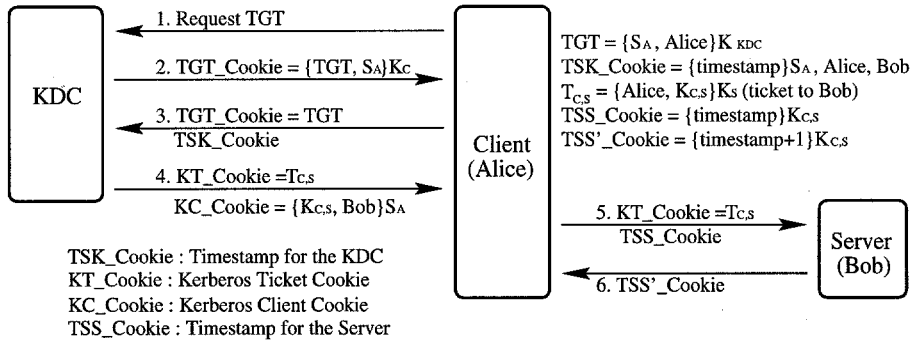 KDC
1. Request TGT
2. TGT_Cookie = {TGT, SA}Kc
3. TGT_Cookie = TGT
TSK_Cookie
4. KT_Cookie =Tc,s
KC_Cookie = {Kc,s, Bob}SA
Client
(Alice)
TGT = {SA , Alice}K KDC
TSK_Cookie = {timestamp}SA, Alice, Bob
TC,S = {Alice, Kc,s}Ks (ticket to Bob)
TSS_Cookie = {timestamp}Kc,s
TSS'_Cookie = {timestamp+1}Kc,s
5. KT_Cookie =Tc,s
TSS_Cookie
6. TSS'_Cookie
Server
(Bob)
TSK_Cookie : Timestamp for the KDC
KT_Cookie : Kerberos Ticket Cookie
KC_Cookie : Kerberos Client Cookie
TSS_Cookie : Timestamp for the Server